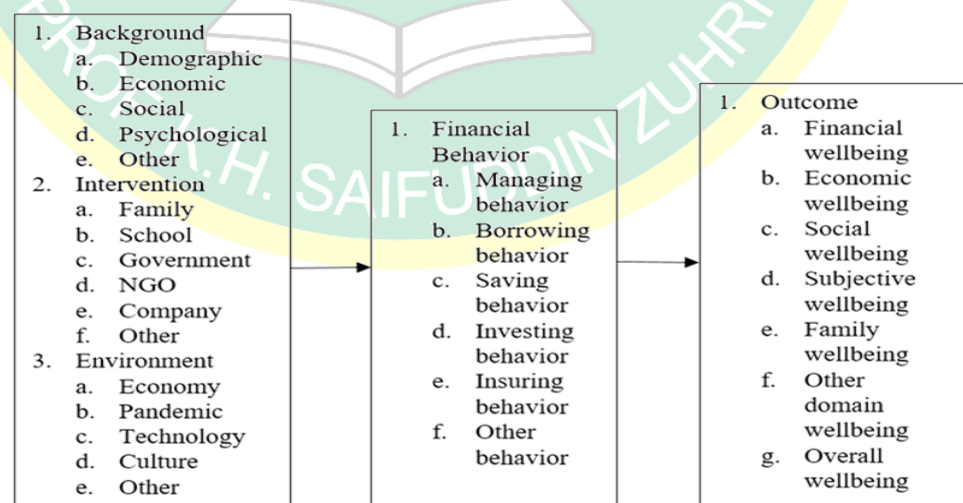 1. Background
a. Demographic
b. Economic
c. Social
d. Psychological
e. Other
2. Intervention
a. Family
b. School
c. Government
d. NGO
e. Company
f. Other
3. Environment
a. Economy
b. Pandemic
c. Technology
d. Culture
e. Other
1. Financial
Behavior
a. Managing
behavior
b. Borrowing
behavior
c. Saving
behavior
d. Investing
behavior
e. Insuring
behavior
f. Other
behavior
1. Outcome
a. Financial
wellbeing
b. Economic
wellbeing
c. Social
wellbeing
d. Subjective
wellbeing
e. Family
wellbeing
f. Other
domain
wellbeing
g. Overall
wellbeing
PROF. K.H. SAIFUDDIN ZUHRI